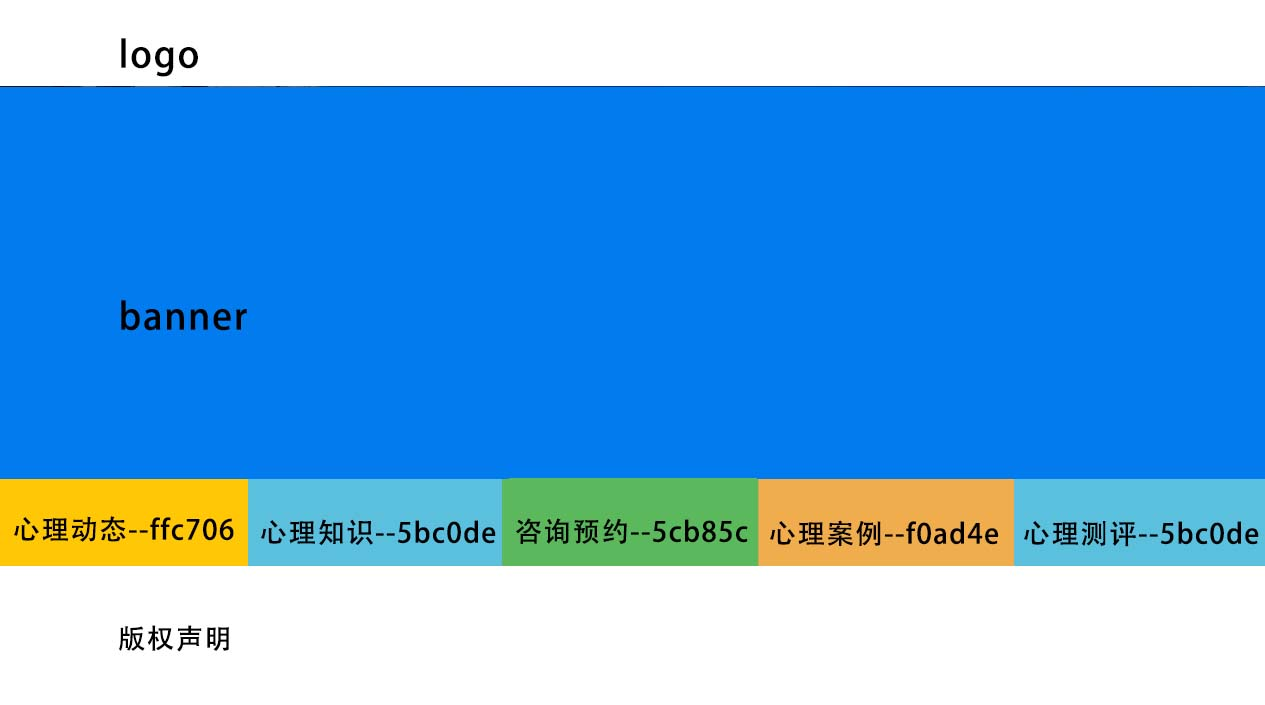 logo
banner
心理动态--ffc706
心理知识--5bc0de
咨询预约--5cb85c
心理案例--f0ad4e
心理测评--5bc0de
版权声明